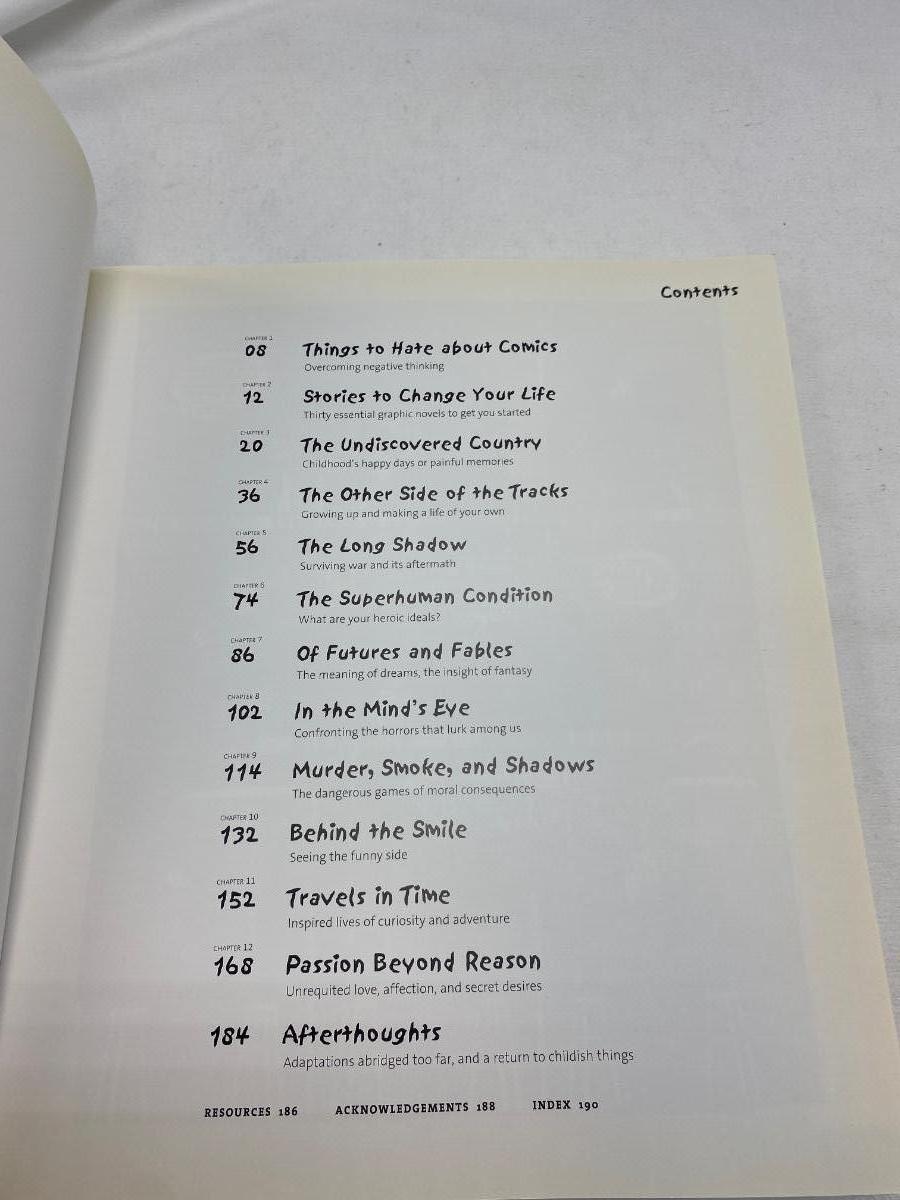 Contents
CHAPTER 1
08 Things to Hate about Comics
Overcoming negative thinking
CHAPTER 2
12 Stories to Change Your Life
Thirty essential graphic novels to get you started
CHAPTER 3
20 The Undiscovered Country
Childhood's happy days or painful memories
CHAPTER 4
36 The Other Side of the Tracks
Growing up and making a life of your own
CHAPTER 5
56 The Long Shadow
Surviving war and its aftermath
CHAPTER 6
74 The Superhuman Condition
What are your heroic ideals?
CHAPTER 7
86 Of Futures and Fables
The meaning of dreams, the insight of fantasy
CHAPTER 8
102 In the Mind's Eye
Confronting the horrors that lurk among us
CHAPTER 9
114 Murder, Smoke, and Shadows
The dangerous games of moral consequences
CHAPTER 10
132 Behind the Smile
Seeing the funny side
CHAPTER 11
152 Travels in Time
Inspired lives of curiosity and adventure
CHAPTER 12
168 Passion Beyond Reason
Unrequited love, affection, and secret desires
184 Afterthoughts
Adaptations abridged too far, and a return to childish things
RESOURCES 186 ACKNOWLEDGEMENTS 188 INDEX 190